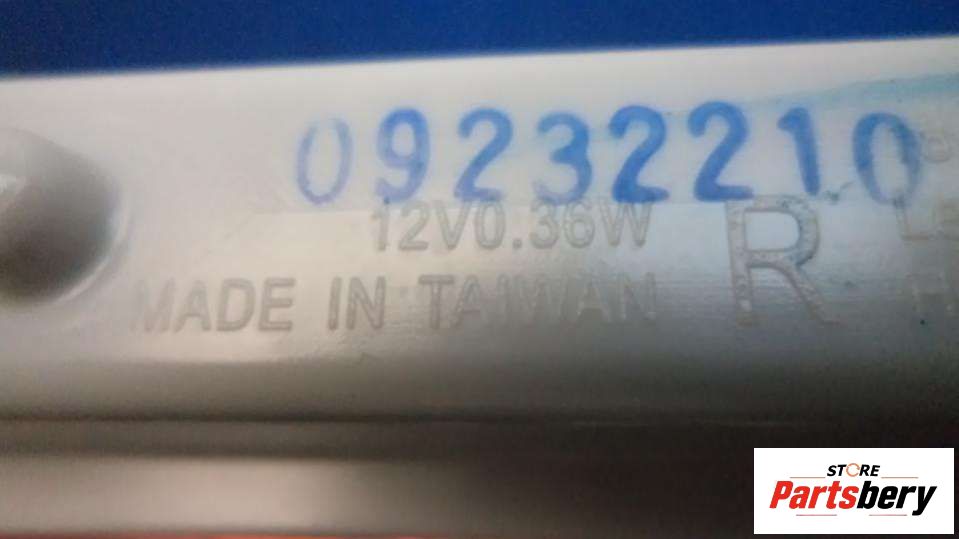 09232210
12V0.36W
MADE IN TAIWAN
R
STORE
Partsbery